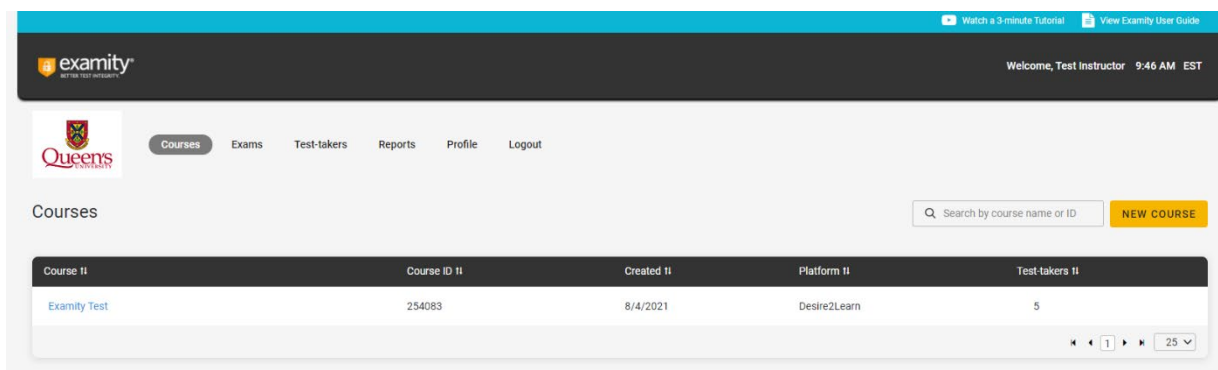 Watch a 3-minute Tutorial View Examity User Guide
examity®
BETTER TEST INTEGRITY
Welcome, Test Instructor 9:46 AM EST
Queen's
UNIVERSITY
Courses Exams Test-takers Reports Profile Logout
Courses
Search by course name or ID NEW COURSE
Course Course ID Created Platform Test-takers
Examity Test 254083 8/4/2021 Desire2Learn 5
1 25